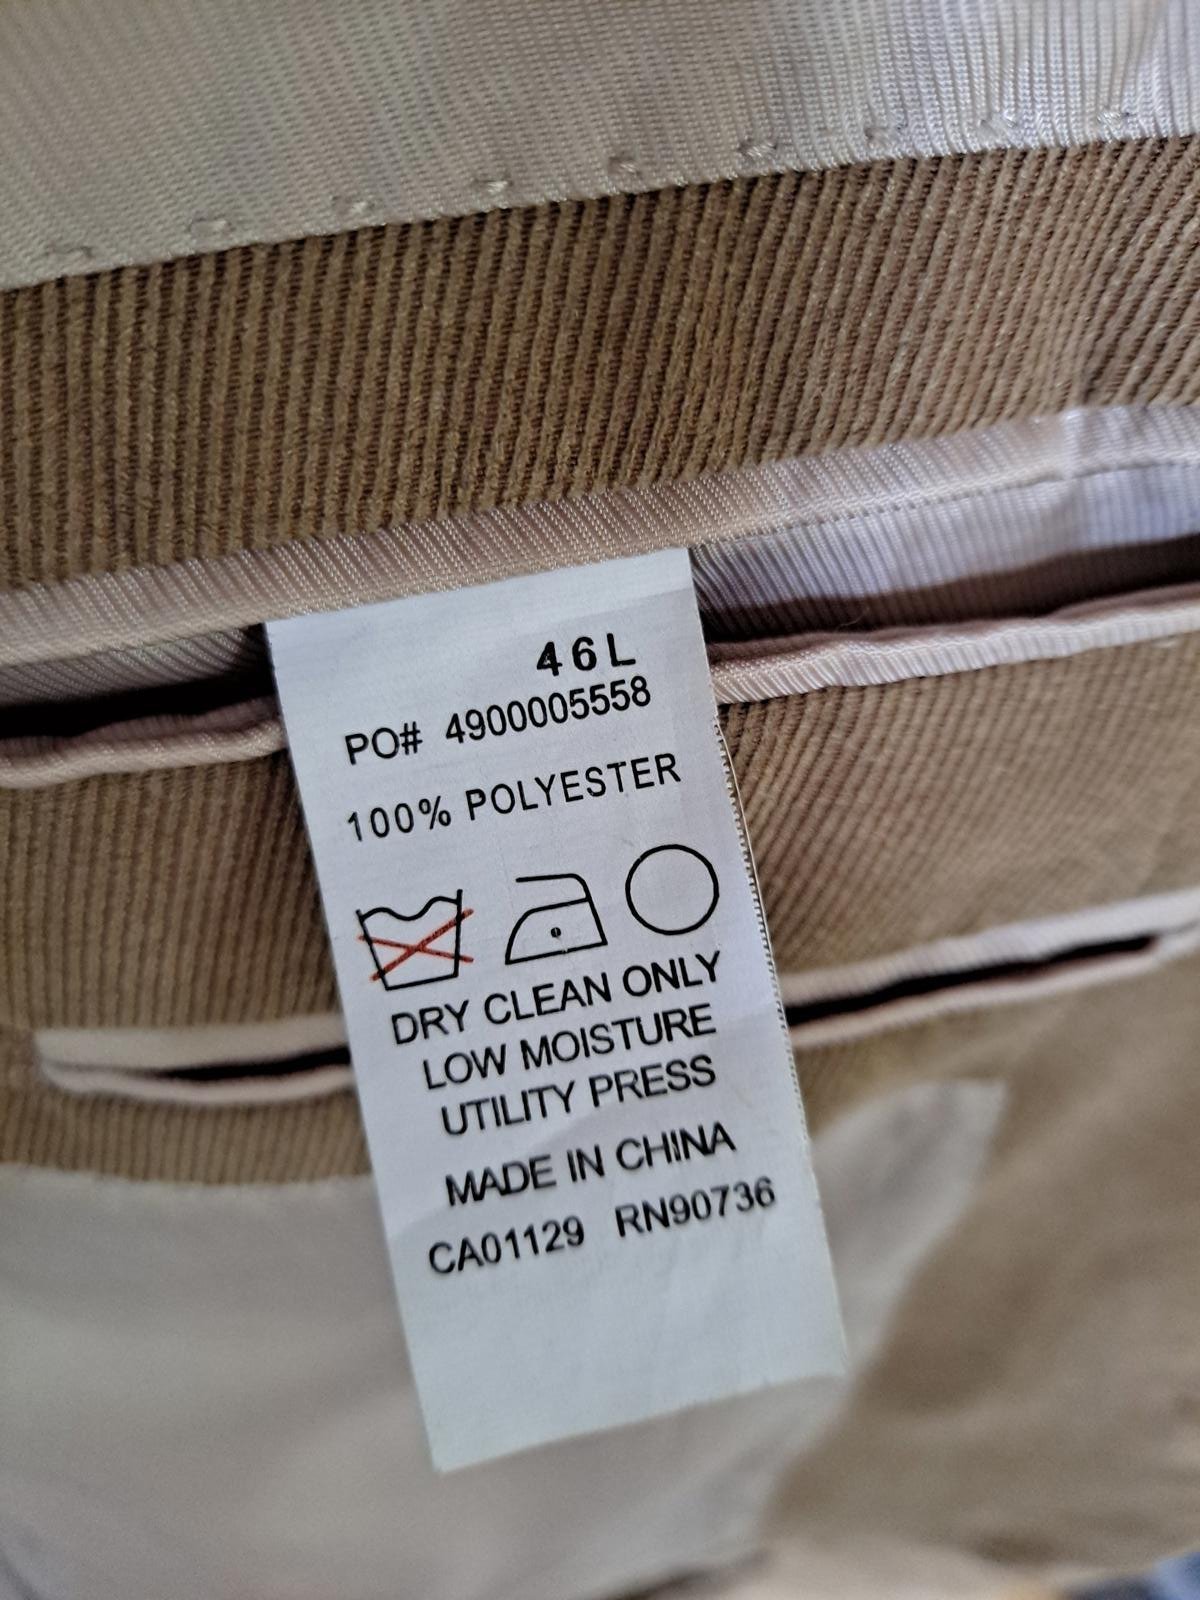 46L
PO# 4900005558
100% POLYESTER
DRY CLEAN ONLY
LOW MOISTURE
UTILITY PRESS
MADE IN CHINA
CA01129 RN90736